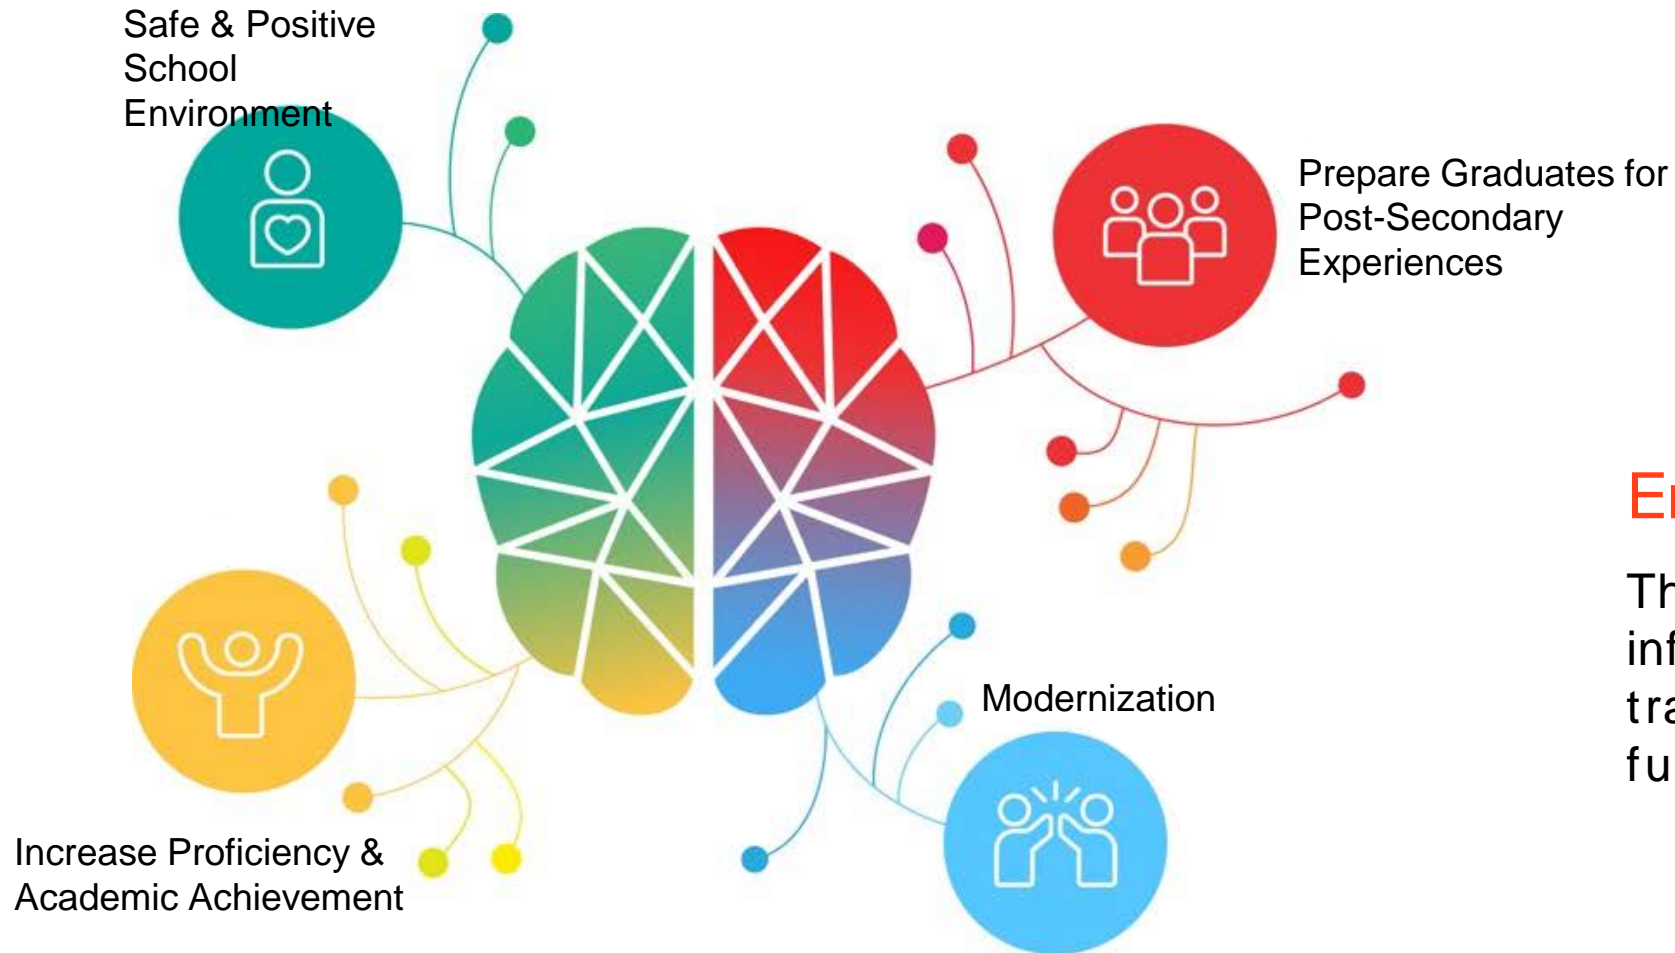 Safe & Positive
School
Environment
Prepare Graduates for
Post-Secondary
Experiences
Modernization
Increase Proficiency &
Academic Achievement